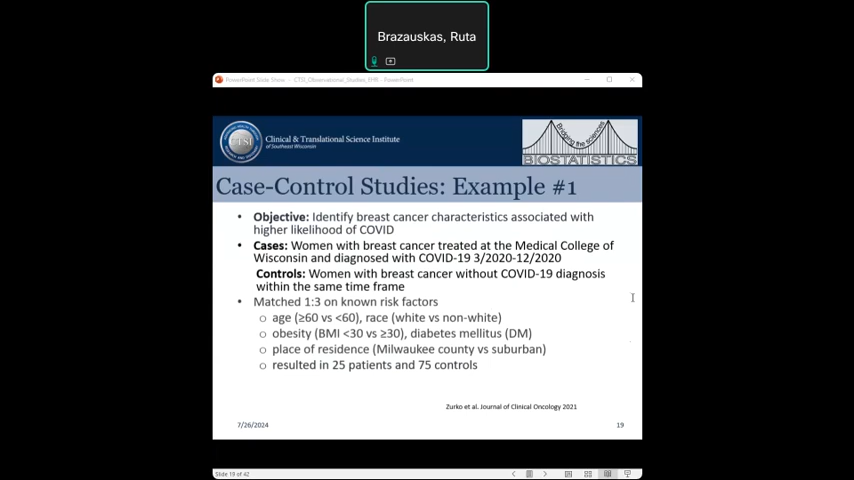 Brazauskas, Ruta
PowerPoint Slide Show - CTSI_Observational_Studies_Ehr - PowerPoint
CTSI
Clinical & Translational Science Institute
of Southeast Wisconsin
Bridging the Sciences
BIOSTATISTICS
Case-Control Studies: Example #1
• Objective: Identify breast cancer characteristics associated with
higher likelihood of COVID
• Cases: Women with breast cancer treated at the Medical College of
Wisconsin and diagnosed with COVID-19 3/2020-12/2020
Controls: Women with breast cancer without COVID-19 diagnosis
within the same time frame
• Matched 1:3 on known risk factors
o age (≥60 vs <60), race (white vs non-white)
o obesity (BMI <30 vs ≥30), diabetes mellitus (DM)
o place of residence (Milwaukee county vs suburban)
o resulted in 25 patients and 75 controls
Zurko et al. Journal of Clinical Oncology 2021
7/26/2024
19
Slide 19 of 42